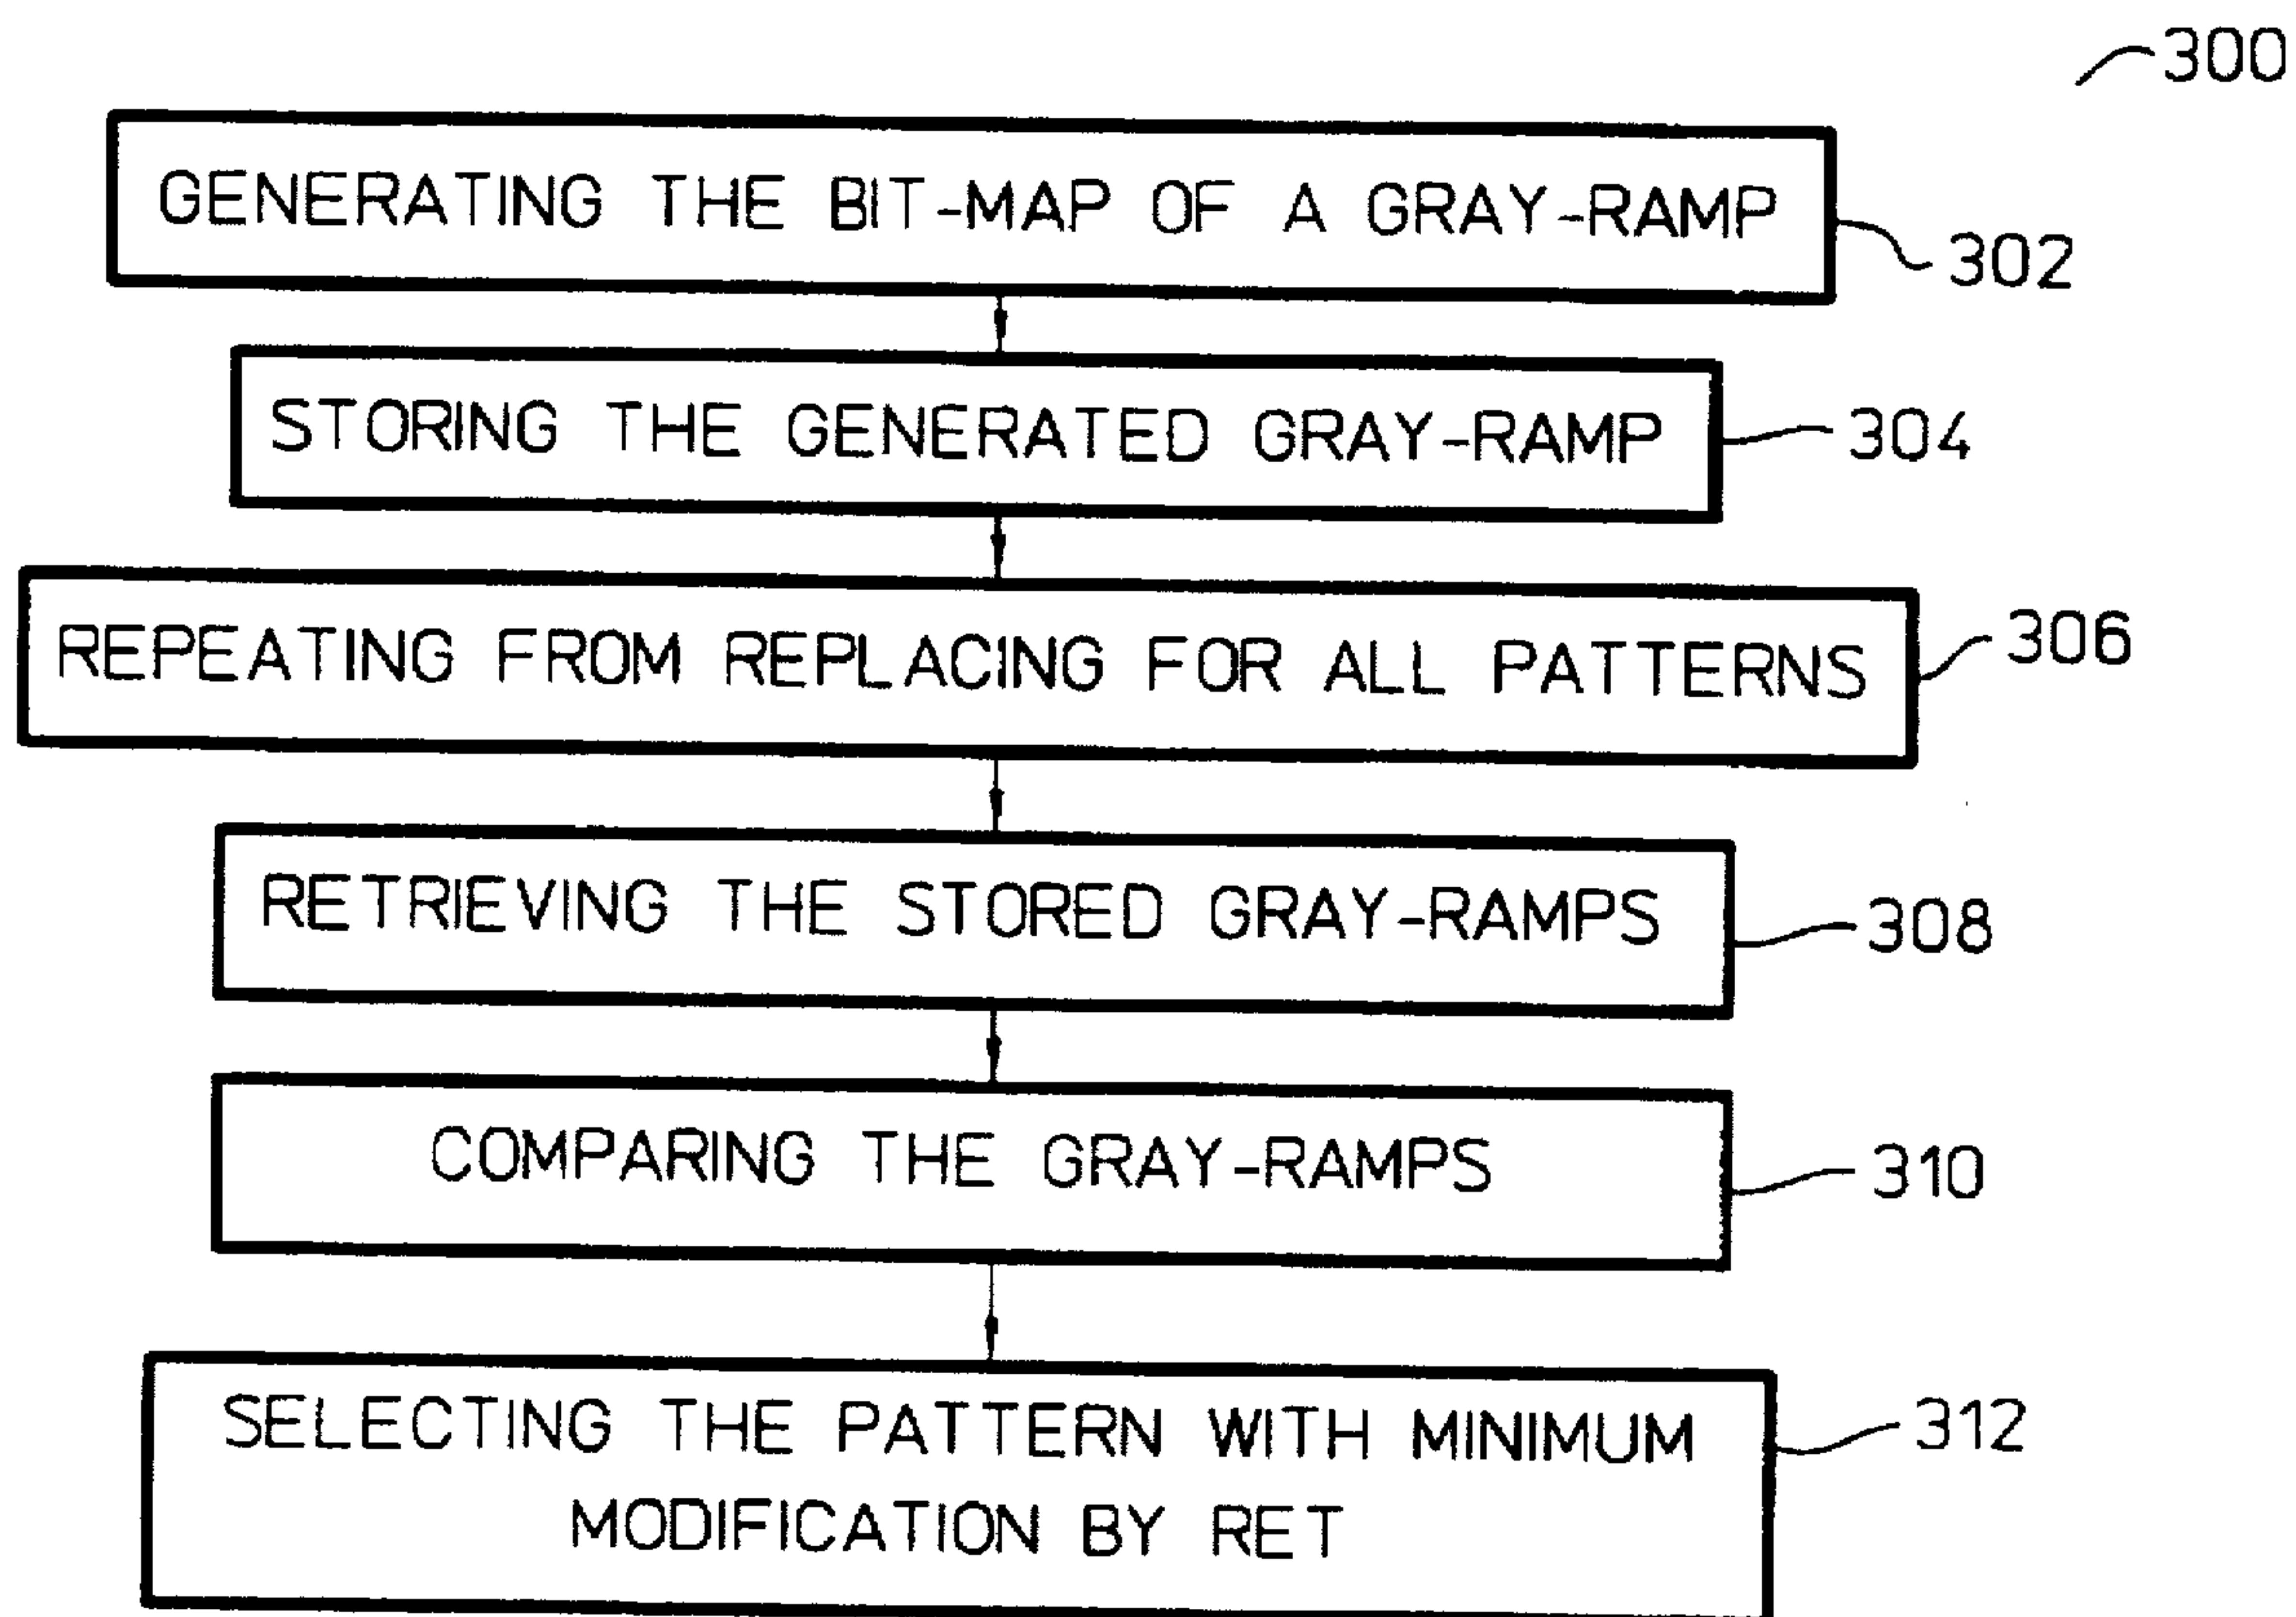 300
GENERATING THE BIT-MAP OF A GRAY-RAMP
302
STORING THE GENERATED GRAY-RAMP
304
REPEATING FROM REPLACING FOR ALL PATTERNS
306
RETRIEVING THE STORED GRAY-RAMPS
308
COMPARING THE GRAY-RAMPS
310
SELECTING THE PATTERN WITH MINIMUM
312
MODIFICATION BY RET